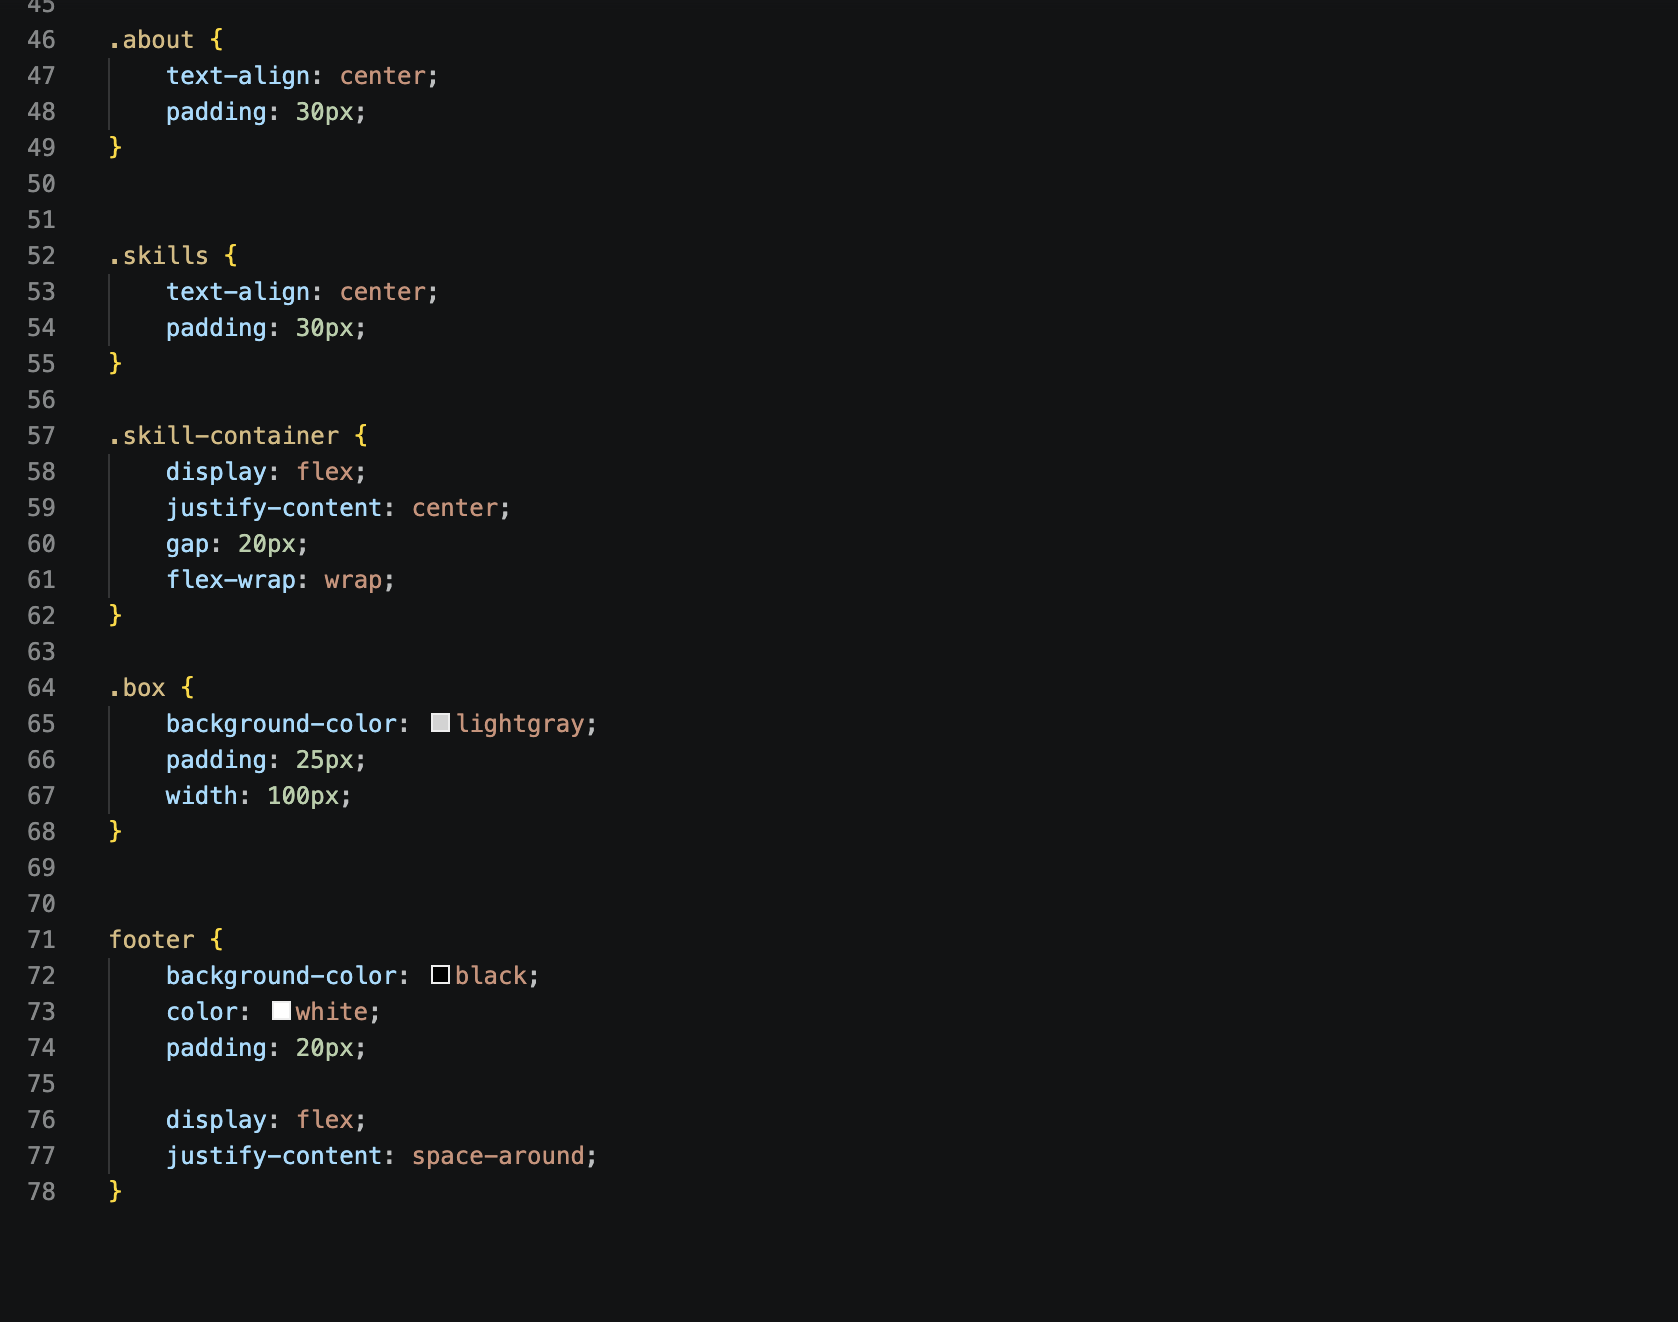 45
46 .about {
47     text-align: center;
48     padding: 30px;
49 }
50
51
52 .skills {
53     text-align: center;
54     padding: 30px;
55 }
56
57 .skill-container {
58     display: flex;
59     justify-content: center;
60     gap: 20px;
61     flex-wrap: wrap;
62 }
63
64 .box {
65     background-color: lightgray;
66     padding: 25px;
67     width: 100px;
68 }
69
70
71 footer {
72     background-color: black;
73     color: white;
74     padding: 20px;
75
76     display: flex;
77     justify-content: space-around;
78 }